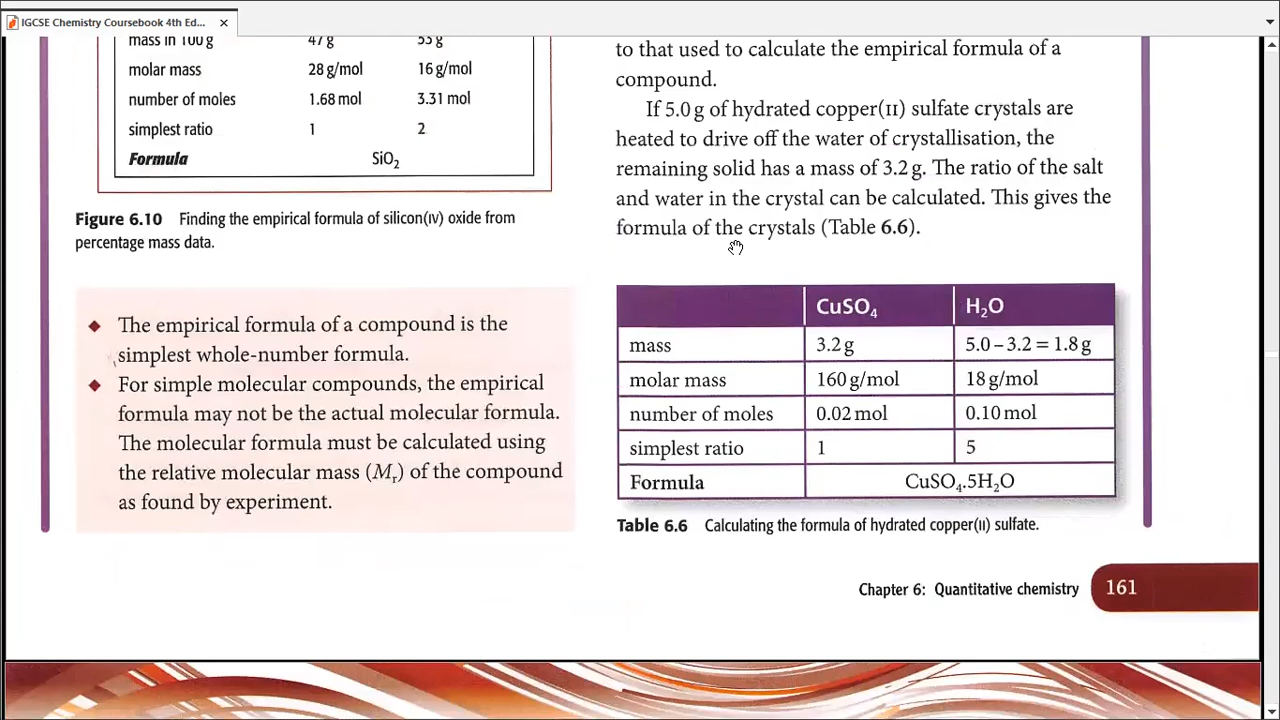 IGCSE Chemistry Coursebook 4th Ed...
mass in 100 g 47 g 53 g
molar mass 28 g/mol 16 g/mol
number of moles 1.68 mol 3.31 mol
simplest ratio 1 2
Formula SiO₂
Figure 6.10 Finding the empirical formula of silicon(IV) oxide from
percentage mass data.
◆ The empirical formula of a compound is the
simplest whole-number formula.
◆ For simple molecular compounds, the empirical
formula may not be the actual molecular formula.
The molecular formula must be calculated using
the relative molecular mass (Mᵣ) of the compound
as found by experiment.
to that used to calculate the empirical formula of a
compound.
If 5.0 g of hydrated copper(II) sulfate crystals are
heated to drive off the water of crystallisation, the
remaining solid has a mass of 3.2 g. The ratio of the salt
and water in the crystal can be calculated. This gives the
formula of the crystals (Table 6.6).
CuSO₄ H₂O
mass 3.2 g 5.0 – 3.2 = 1.8 g
molar mass 160 g/mol 18 g/mol
number of moles 0.02 mol 0.10 mol
simplest ratio 1 5
Formula CuSO₄.5H₂O
Table 6.6 Calculating the formula of hydrated copper(II) sulfate.
Chapter 6: Quantitative chemistry 161